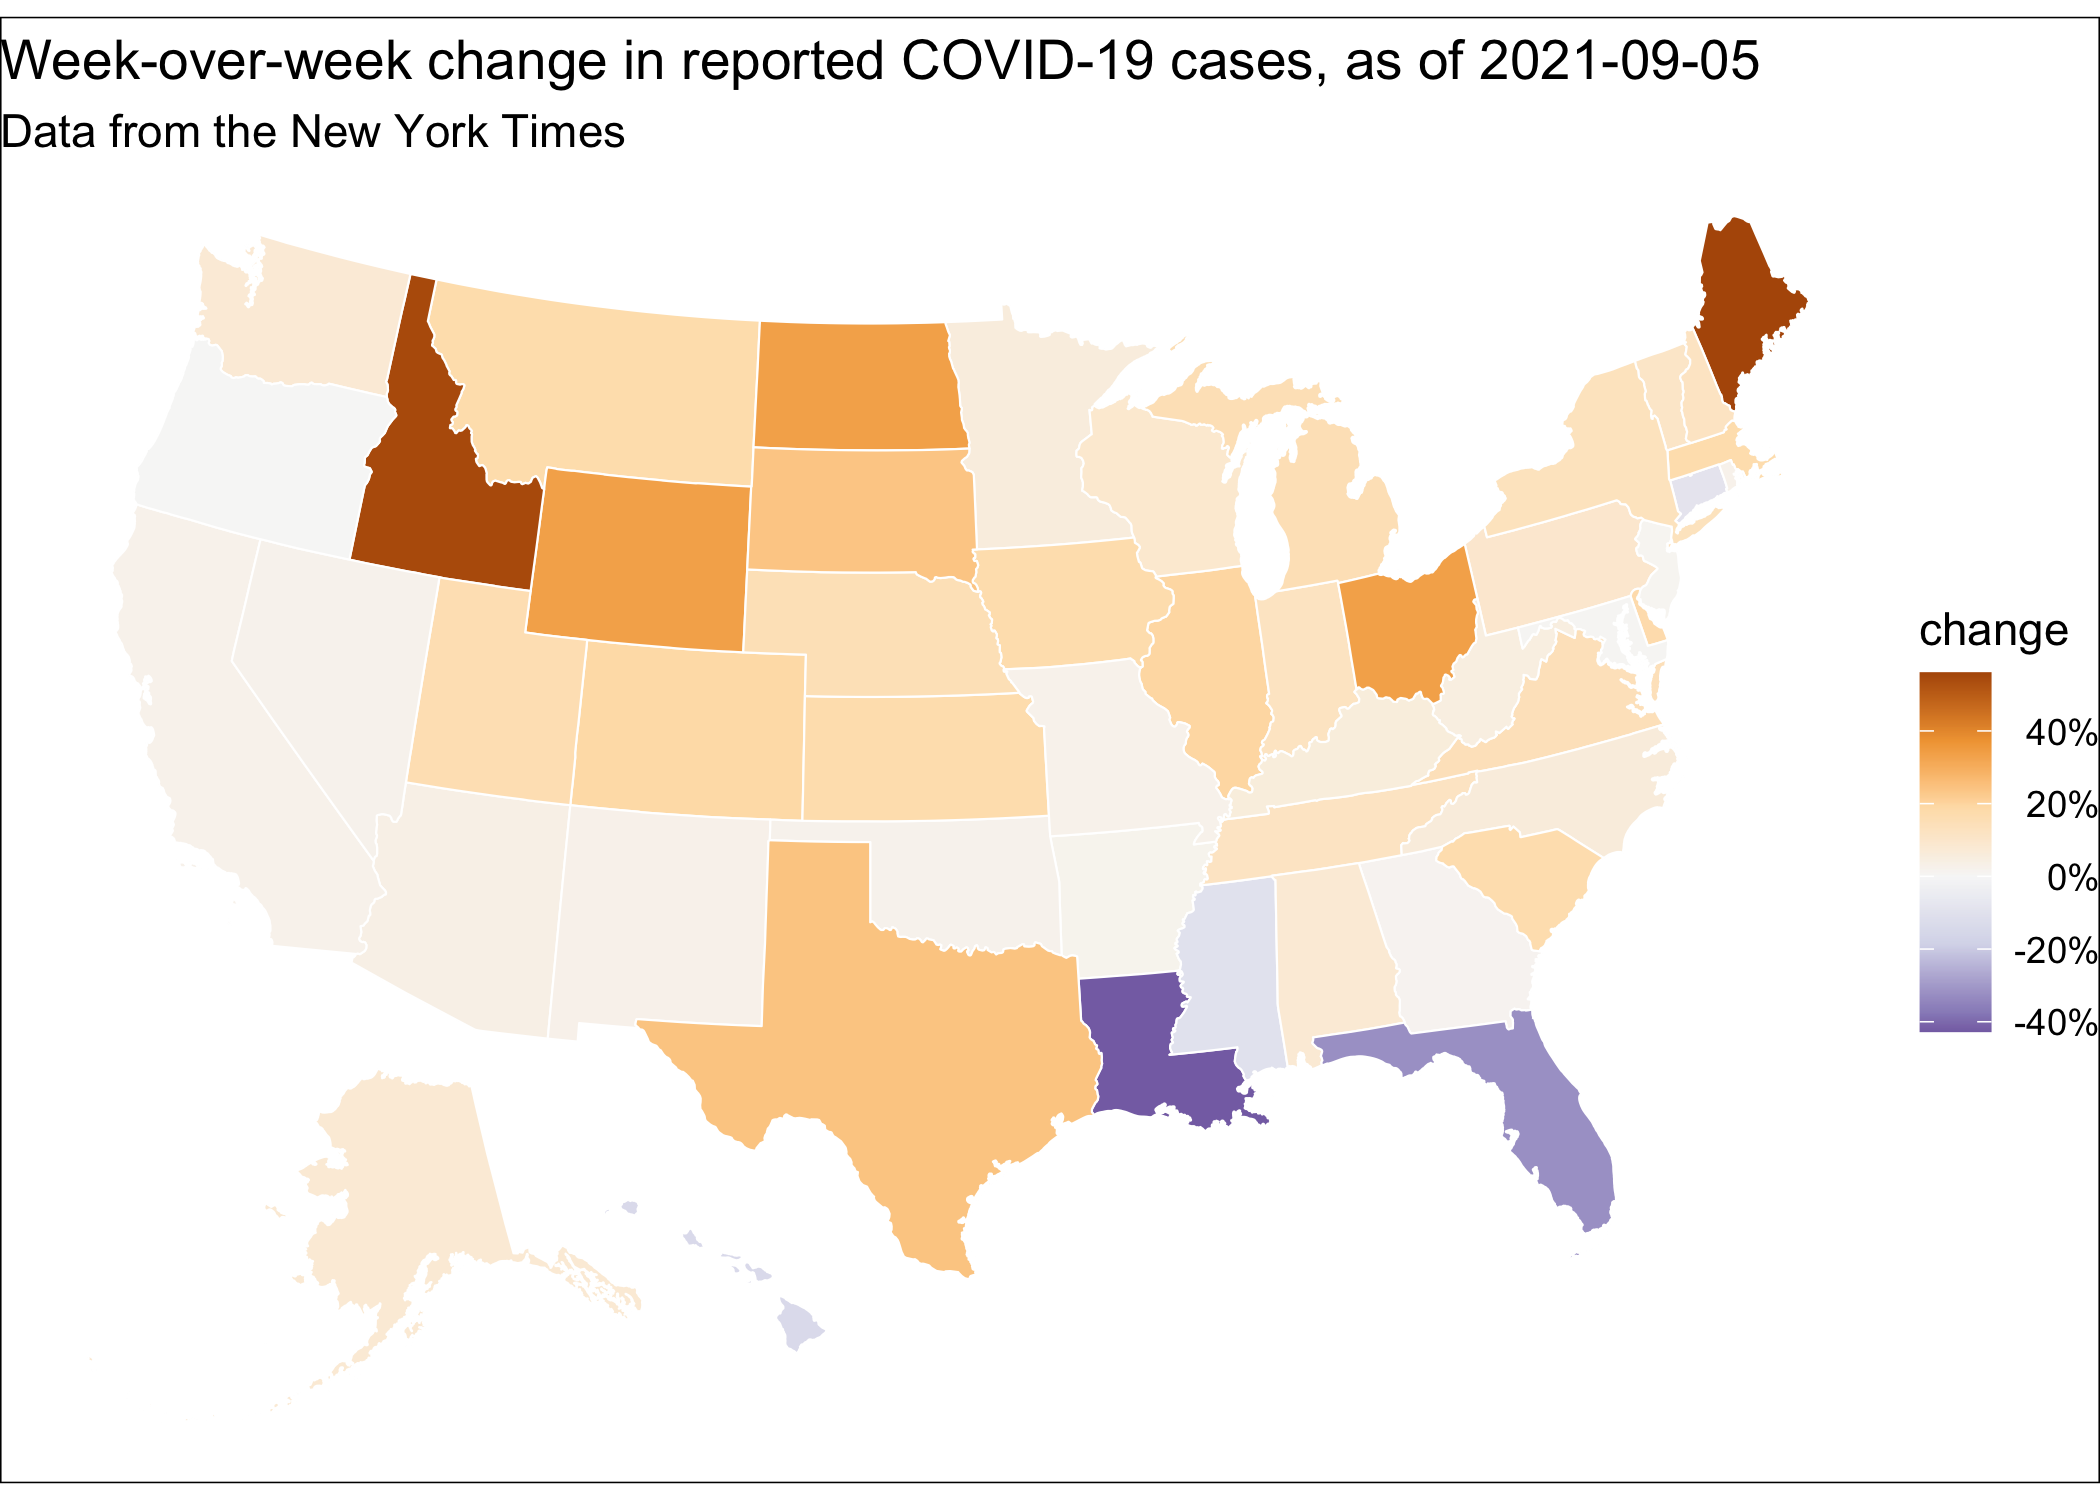 Week-over-week change in reported COVID-19 cases, as of 2021-09-05
Data from the New York Times
change
40%
20%
0%
-20%
-40%